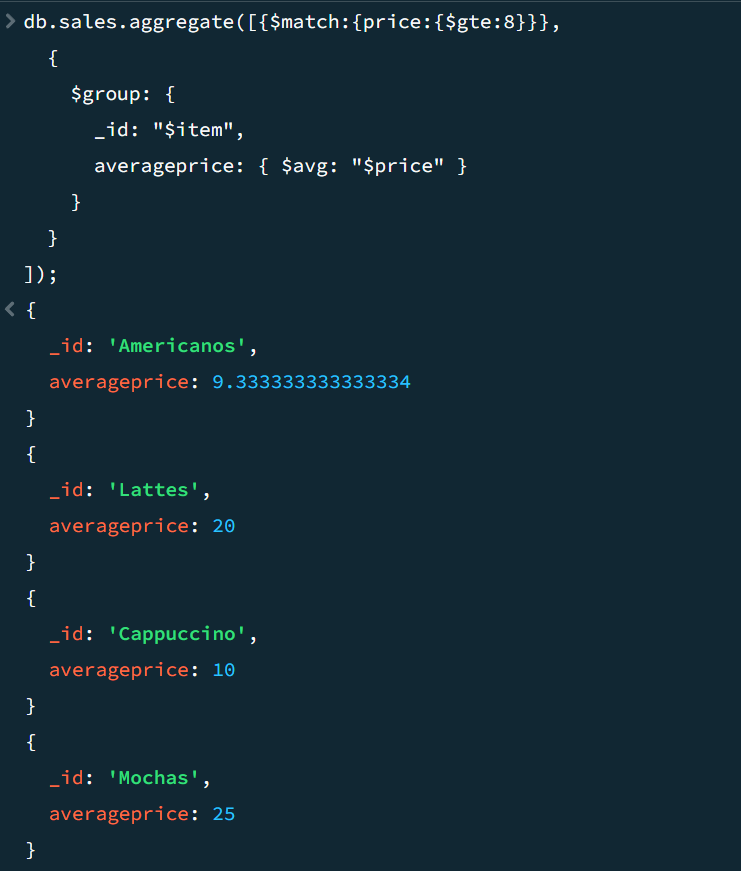 db.sales.aggregate([{$match:{price:{$gte:8}}},
{
$group: {
_id: "$item",
averageprice: { $avg: "$price" }
}
}
]);
{
_id: 'Americanos',
averageprice: 9.333333333333334
}
{
_id: 'Lattes',
averageprice: 20
}
{
_id: 'Cappuccino',
averageprice: 10
}
{
_id: 'Mochas',
averageprice: 25
}